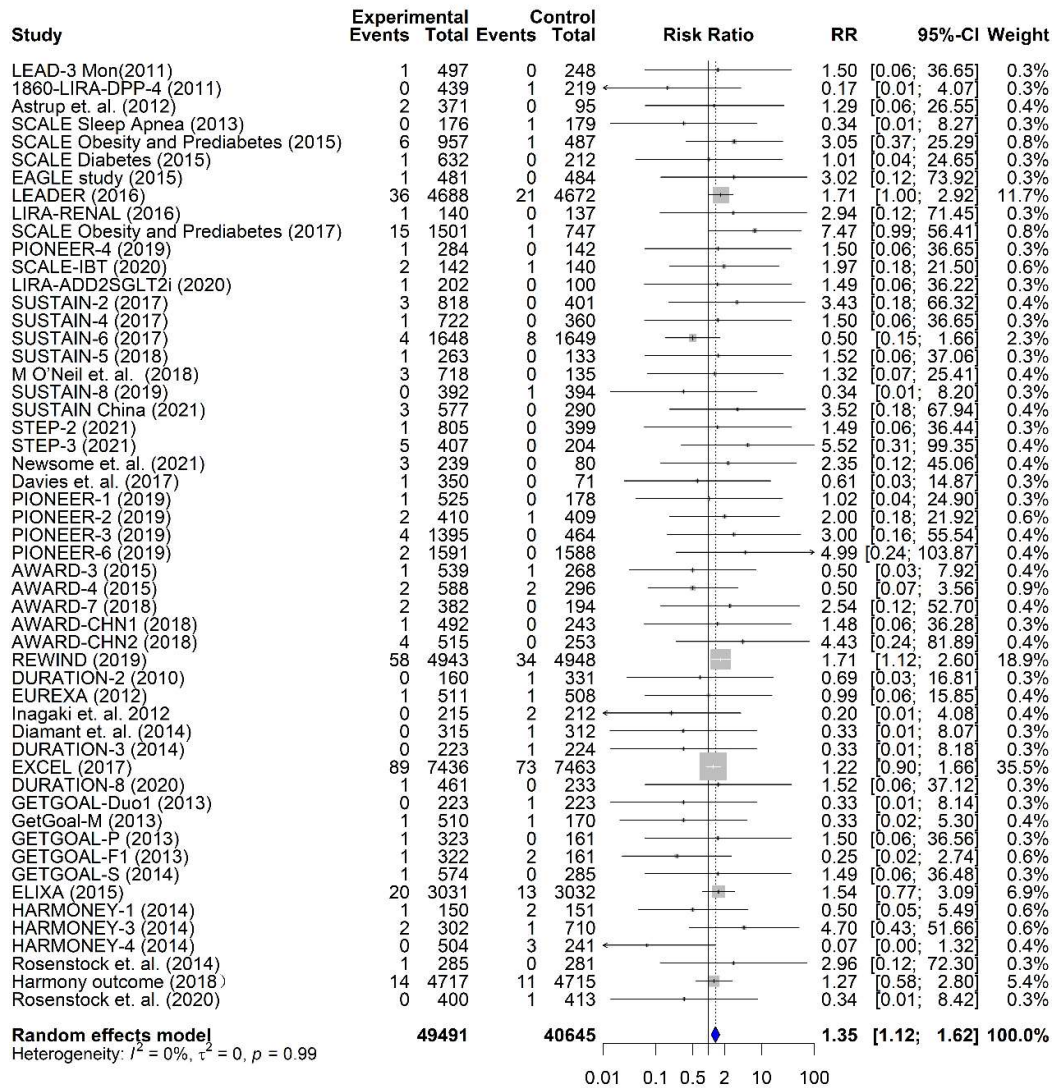 Experimental Control
Study Events Total Events Total Risk Ratio RR 95%-CI Weight
LEAD-3 Mon(2011) 1 497 0 248 1.50 [0.06; 36.65] 0.3%
1860-LIRA-DPP-4 (2011) 0 439 1 219 0.17 [0.01; 4.07] 0.3%
Astrup et. al. (2012) 2 371 0 95 1.29 [0.06; 26.55] 0.3%
SCALE Sleep Apnea (2013) 0 176 1 179 0.34 [0.01; 8.27] 0.3%
SCALE Obesity and Prediabetes (2015) 6 957 1 487 3.05 [0.37; 25.29] 0.8%
SCALE Diabetes (2015) 1 632 0 212 1.01 [0.04; 24.65] 0.3%
EAGLE study (2015) 1 481 0 484 3.02 [0.12; 73.92] 0.3%
LEADER (2016) 36 4688 21 4672 1.71 [1.00; 2.92] 11.7%
LIRA-RENAL (2016) 1 140 0 137 2.94 [0.12; 71.45] 0.3%
SCALE Obesity and Prediabetes (2017) 15 1501 1 747 7.47 [0.99; 56.41] 0.8%
PIONEER-4 (2019) 1 284 0 142 1.50 [0.06; 36.65] 0.3%
SCALE-IBT (2020) 2 142 1 140 1.97 [0.18; 21.50] 0.6%
LIRA-ADD2SGLT2i (2020) 1 202 0 100 1.49 [0.06; 36.22] 0.3%
SUSTAIN-2 (2017) 3 818 0 401 3.43 [0.18; 66.32] 0.4%
SUSTAIN-4 (2017) 1 722 0 360 1.50 [0.06; 36.65] 0.3%
SUSTAIN-6 (2017) 4 1648 8 1649 0.50 [0.15; 1.66] 2.3%
SUSTAIN-5 (2018) 1 263 0 133 1.52 [0.06; 37.06] 0.3%
M O'Neil et. al. (2018) 3 718 0 135 1.32 [0.07; 25.41] 0.4%
SUSTAIN-8 (2019) 0 392 1 394 0.34 [0.01; 8.20] 0.3%
SUSTAIN China (2021) 3 577 0 290 3.52 [0.18; 67.94] 0.4%
STEP-2 (2021) 1 805 0 399 1.49 [0.06; 36.44] 0.3%
STEP-3 (2021) 5 407 0 204 5.52 [0.31; 99.35] 0.4%
Newsome et. al. (2021) 3 239 0 80 2.35 [0.12; 45.06] 0.4%
Davies et. al. (2017) 1 350 0 71 0.61 [0.03; 14.87] 0.3%
PIONEER-1 (2019) 1 525 0 178 1.02 [0.04; 24.90] 0.3%
PIONEER-2 (2019) 2 410 1 409 2.00 [0.18; 21.92] 0.6%
PIONEER-3 (2019) 4 1395 0 464 3.00 [0.16; 55.54] 0.4%
PIONEER-6 (2019) 2 1591 0 1588 4.99 [0.24; 103.87] 0.4%
AWARD-3 (2015) 1 539 1 268 0.50 [0.03; 7.92] 0.4%
AWARD-4 (2015) 2 588 2 296 0.50 [0.07; 3.56] 0.9%
AWARD-7 (2018) 2 382 0 194 2.54 [0.12; 52.70] 0.4%
AWARD-CHN1 (2018) 1 492 0 243 1.48 [0.06; 36.28] 0.3%
AWARD-CHN2 (2018) 4 515 0 253 4.43 [0.24; 81.89] 0.4%
REWIND (2019) 58 4943 34 4948 1.71 [1.12; 2.60] 18.9%
DURATION-2 (2010) 0 160 1 331 0.69 [0.03; 16.81] 0.3%
EUREXA (2012) 1 511 1 508 0.99 [0.06; 15.85] 0.4%
Inagaki et. al. 2012 0 215 2 212 0.20 [0.01; 4.08] 0.4%
Diamant et. al. (2014) 0 315 1 312 0.33 [0.01; 8.07] 0.3%
DURATION-3 (2014) 0 223 1 224 0.33 [0.01; 8.18] 0.3%
EXCEL (2017) 89 7436 73 7463 1.22 [0.90; 1.66] 35.5%
DURATION-8 (2020) 1 461 0 233 1.52 [0.06; 37.12] 0.3%
GETGOAL-Duo1 (2013) 0 223 1 223 0.33 [0.01; 8.14] 0.3%
GetGoal-M (2013) 1 510 1 170 0.33 [0.02; 5.30] 0.4%
GETGOAL-P (2013) 1 323 0 161 1.50 [0.06; 36.56] 0.3%
GETGOAL-F1 (2013) 1 322 2 161 0.25 [0.02; 2.74] 0.6%
GETGOAL-S (2014) 1 574 0 285 1.49 [0.06; 36.48] 0.3%
ELIXA (2015) 20 3031 13 3032 1.54 [0.77; 3.09] 6.9%
HARMONEY-1 (2014) 1 150 2 151 0.50 [0.05; 5.49] 0.6%
HARMONEY-3 (2014) 2 302 1 710 4.70 [0.43; 51.66] 0.6%
HARMONEY-4 (2014) 0 504 3 241 0.07 [0.00; 1.32] 0.4%
Rosenstock et. al. (2014) 1 285 0 281 2.96 [0.12; 72.30] 0.3%
Harmony outcome (2018） 14 4717 11 4715 1.27 [0.58; 2.80] 5.4%
Rosenstock et. al. (2020) 0 400 1 413 0.34 [0.01; 8.42] 0.3%
Random effects model 49491 40645 1.35 [1.12; 1.62] 100.0%
Heterogeneity: I² = 0%, τ² = 0, p = 0.99
0.01 0.1 0.5 2 10 100